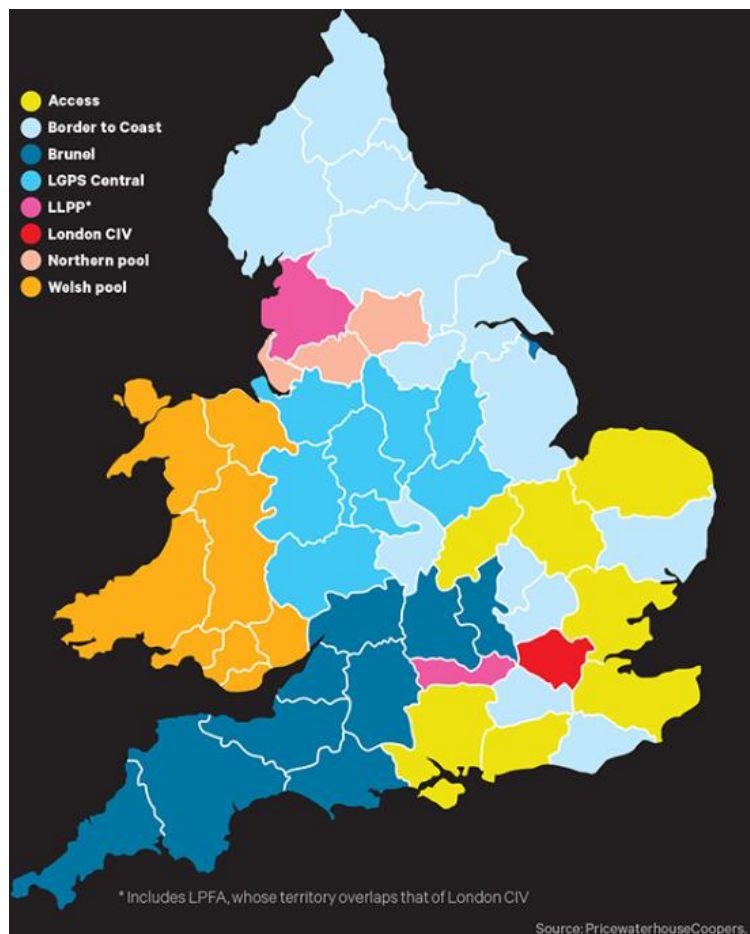 Access
Border to Coast
Brunel
LGPS Central
LLPP*
London CIV
Northern pool
Welsh pool
* Includes LPFA, whose territory overlaps that of London CIV
Source: PricewaterhouseCoopers.